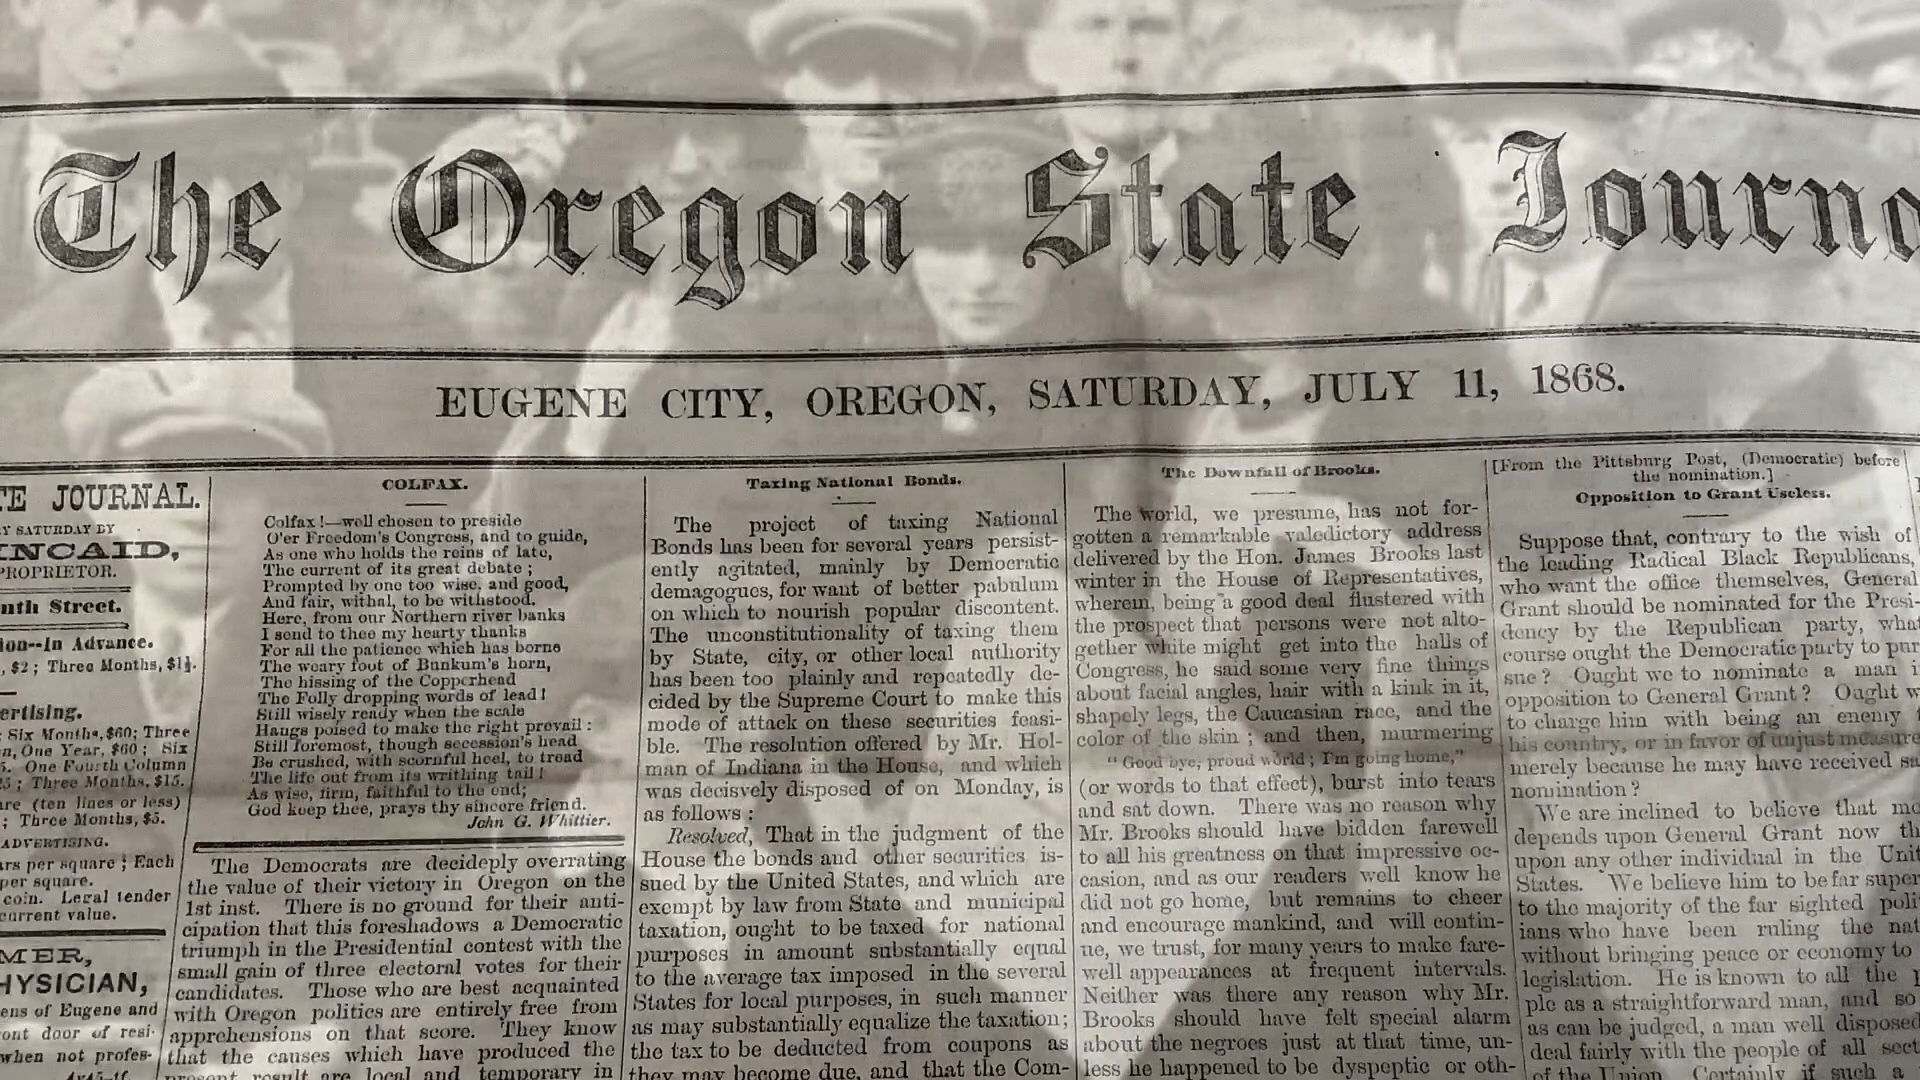 The Oregon State Journa
EUGENE CITY, OREGON, SATURDAY, JULY 11, 1868.
TE JOURNAL.
Y SATURDAY BY
INCAID,
PROPRIETOR.
nth Street.
ion--In Advance.
, $2; Three Months, $1½.
ertising.
; Six Months, $60; Three
n, One Year, $60; Six
5. One Fourth Column
; Three Months, $15.
are (ten lines or less)
; Three Months, $5.
ADVERTISING.
rs per square; Each
per square.
coin. Legal tender
current value.
MER,
HYSICIAN,
ens of Eugene and
ont door of resi-
when not profes-
COLFAX.
Colfax!—well chosen to preside
O'er Freedom's Congress, and to guide,
As one who holds the reins of late,
The current of its great debate;
Prompted by one too wise, and good,
And fair, withal, to be withstood.
Here, from our Northern river banks
I send to thee my hearty thanks
For all the patience which has borne
The weary foot of Bunkum's horn,
The hissing of the Copperhead
The Folly dropping words of lead!
Still wisely ready when the scale
Hangs poised to make the right prevail:
Still foremost, though secession's head
Be crushed, with scornful heel, to tread
The life out from its writhing tail!
As wise, firm, faithful to the end;
God keep thee, prays thy sincere friend.
John G. Whittier.
The Democrats are decideply overrating
the value of their victory in Oregon on the
1st inst. There is no ground for their anti-
cipation that this foreshadows a Democratic
triumph in the Presidential contest with the
small gain of three electoral votes for their
candidates. Those who are best acquainted
with Oregon politics are entirely free from
apprehensions on that score. They know
that the causes which have produced the
present result are local and temporary in
Taxing National Bonds.
The project of taxing National
Bonds has been for several years persist-
ently agitated, mainly by Democratic
demagogues, for want of better pabulum
on which to nourish popular discontent.
The unconstitutionality of taxing them
by State, city, or other local authority
has been too plainly and repeatedly de-
cided by the Supreme Court to make this
mode of attack on these securities feasi-
ble. The resolution offered by Mr. Hol-
man of Indiana in the House, and which
was decisvely disposed of on Monday, is
as follows:
Resolved, That in the judgment of the
House the bonds and other securities is-
sued by the United States, and which are
exempt by law from State and municipal
taxation, ought to be taxed for national
purposes in amount substantially equal
to the average tax imposed in the several
States for local purposes, in such manner
as may substantially equalize the taxation;
the tax to be deducted from coupons as
they may become due, and that the Com-
The Downfall of Brooks.
The world, we presume, has not for-
gotten a remarkable valedictory address
delivered by the Hon. James Brooks last
winter in the House of Representatives,
wherem, being a good deal flustered with
the prospect that persons were not alto-
gether white might get into the halls of
Congress, he said some very fine things
about facial angles, hair with a kink in it,
shapely legs, the Caucasian race, and the
color of the skin; and then, murmering
"Good bye, proud world; I'm going home,"
(or words to that effect), burst into tears
and sat down. There was no reason why
Mr. Brooks should have bidden farewell
to all his greatness on that impressive oc-
casion, and as our readers well know he
did not go home, but remains to cheer
and encourage mankind, and will contin-
ue, we trust, for many years to make fare-
well appearances at frequent intervals.
Neither was there any reason why Mr.
Brooks should have felt special alarm
about the negroes just at that time, un-
less he happened to be dyspeptic or oth-
[From the Pittsburg Post, (Democratic) before
the nomination.]
Opposition to Grant Useless.
Suppose that, contrary to the wish of
the leading Radical Black Republicans,
who want the office themselves, General
Grant should be nominated for the Presi-
dency by the Republican party, what
course ought the Democratic party to pur
sue? Ought we to nominate a man i
opposition to General Grant? Ought w
to charge him with being an enemy
his country, or in favor of unjust measure
merely because he may have received su
nomination?
We are inclined to believe that mo
depends upon General Grant now th
upon any other individual in the Unit
States. We believe him to be far super
to the majority of the far sighted poli
ians who have been ruling the nat
without bringing peace or economy to
legislation. He is known to all the p
ple as a straightforward man, and so
as can be judged, a man well disposed
deal fairly with the people of all sect
of the Union. Certainly if such a